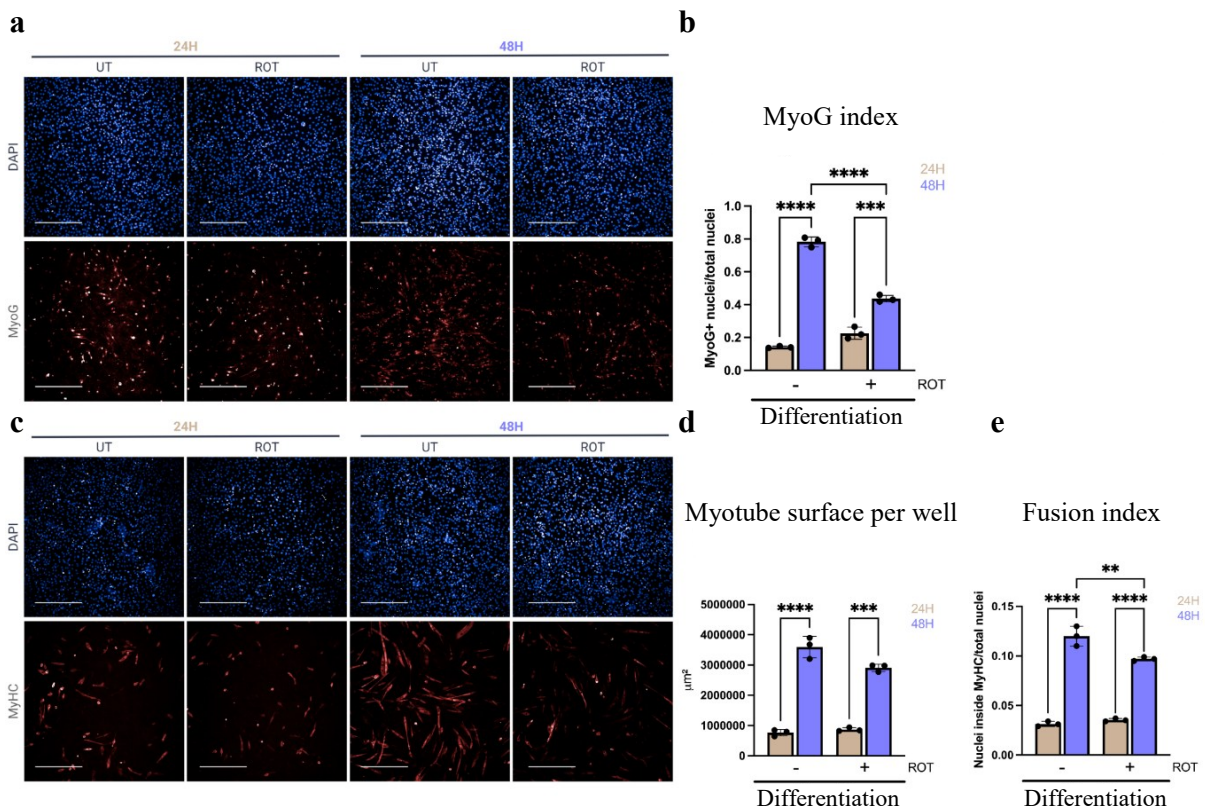 a
24H 48H
UT ROT UT ROT
DAPI
MyoG
b
MyoG index
24H
48H
****
**** ***
MyoG+ nuclei/total nuclei
1.0
0.8
0.6
0.4
0.2
0.0
- + ROT
Differentiation
c
24H 48H
UT ROT UT ROT
DAPI
MyHC
d
Myotube surface per well
24H
48H
**** ***
µm²
5000000
4000000
3000000
2000000
1000000
0
- + ROT
Differentiation
e
Fusion index
24H
48H
**
**** ****
Nuclei inside MyHC/total nuclei
0.15
0.10
0.05
0.00
- + ROT
Differentiation